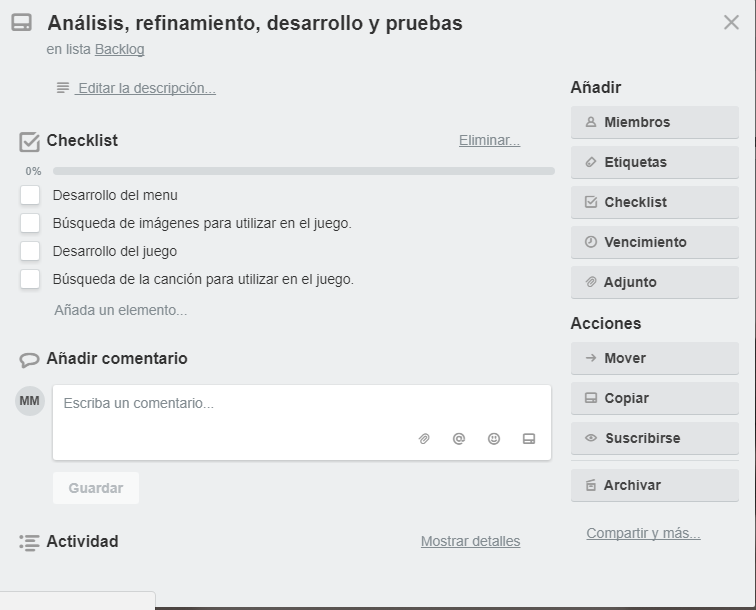 Análisis, refinamiento, desarrollo y pruebas
en lista Backlog
Editar la descripción...
Checklist
Eliminar...
0%
Desarrollo del menu
Búsqueda de imágenes para utilizar en el juego.
Desarrollo del juego
Búsqueda de la canción para utilizar en el juego.
Añada un elemento...
Añadir comentario
MM
Escriba un comentario...
Guardar
Actividad
Mostrar detalles
Añadir
Miembros
Etiquetas
Checklist
Vencimiento
Adjunto
Acciones
Mover
Copiar
Suscribirse
Archivar
Compartir y más...